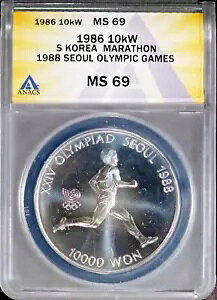 1986 10kW MS 69
1986 10kW
S KOREA MARATHON
1988 SEOUL OLYMPIC GAMES
MS 69
ANACS
XXIV OLYMPIAD SEOUL 1988
10000 WON